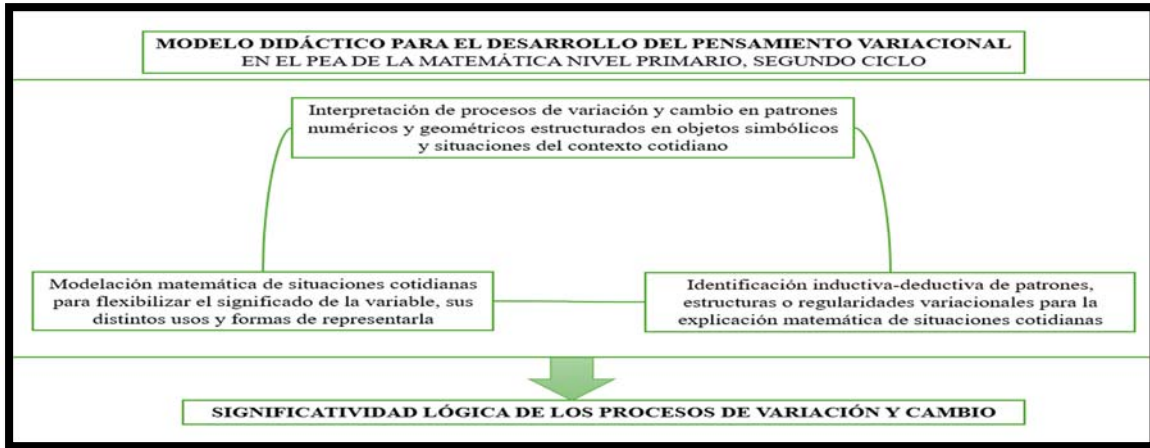 MODELO DIDÁCTICO PARA EL DESARROLLO DEL PENSAMIENTO VARIACIONAL
EN EL PEA DE LA MATEMÁTICA NIVEL PRIMARIO, SEGUNDO CICLO
Interpretación de procesos de variación y cambio en patrones
numéricos y geométricos estructurados en objetos simbólicos
y situaciones del contexto cotidiano
Modelación matemática de situaciones cotidianas
para flexibilizar el significado de la variable, sus
distintos usos y formas de representarla
Identificación inductiva-deductiva de patrones,
estructuras o regularidades variacionales para la
explicación matemática de situaciones cotidianas
SIGNIFICATIVIDAD LÓGICA DE LOS PROCESOS DE VARIACIÓN Y CAMBIO